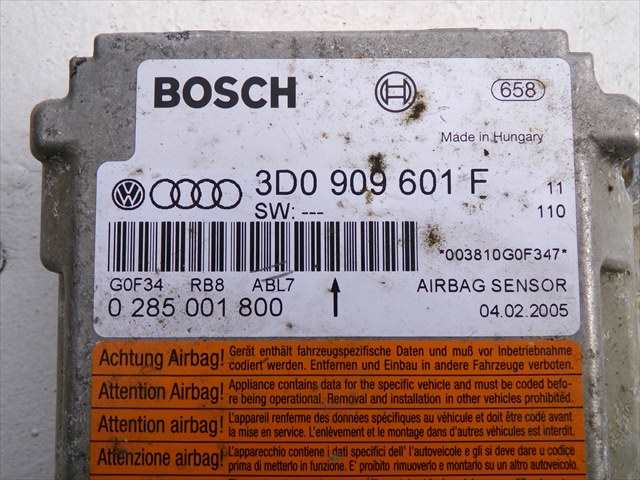 BOSCH
658
Made in Hungary
3D0 909 601 F
11
SW: ---
110
*003810G0F347*
G0F34 RB8 ABL7
AIRBAG SENSOR
0 285 001 800
04.02.2005
Achtung Airbag!
Gerät enthält fahrzeugspezifische Daten und muß vor Inbetriebnahme
codiert werden. Entfernen und Einbau in andere Fahrzeuge verboten.
Attention Airbag!
Appliance contains data for the specific vehicle and must be coded befo-
re being operational. Removal and installation in other vehicles prohibited.
Attention airbag!
L'appareil renferme des données spécifiques au véhicule et doit être codé avant
la mise en service. L'enlèvement et le montage dans d'autres véhicules est interdit.
Attenzione airbag!
L'apparecchio contiene i dati specifici dell' autoveicolo e gli si deve dare u codice
prima di metterlo in funzione. E' proibito rimuoverlo e montarlo su un altro autoveicolo.